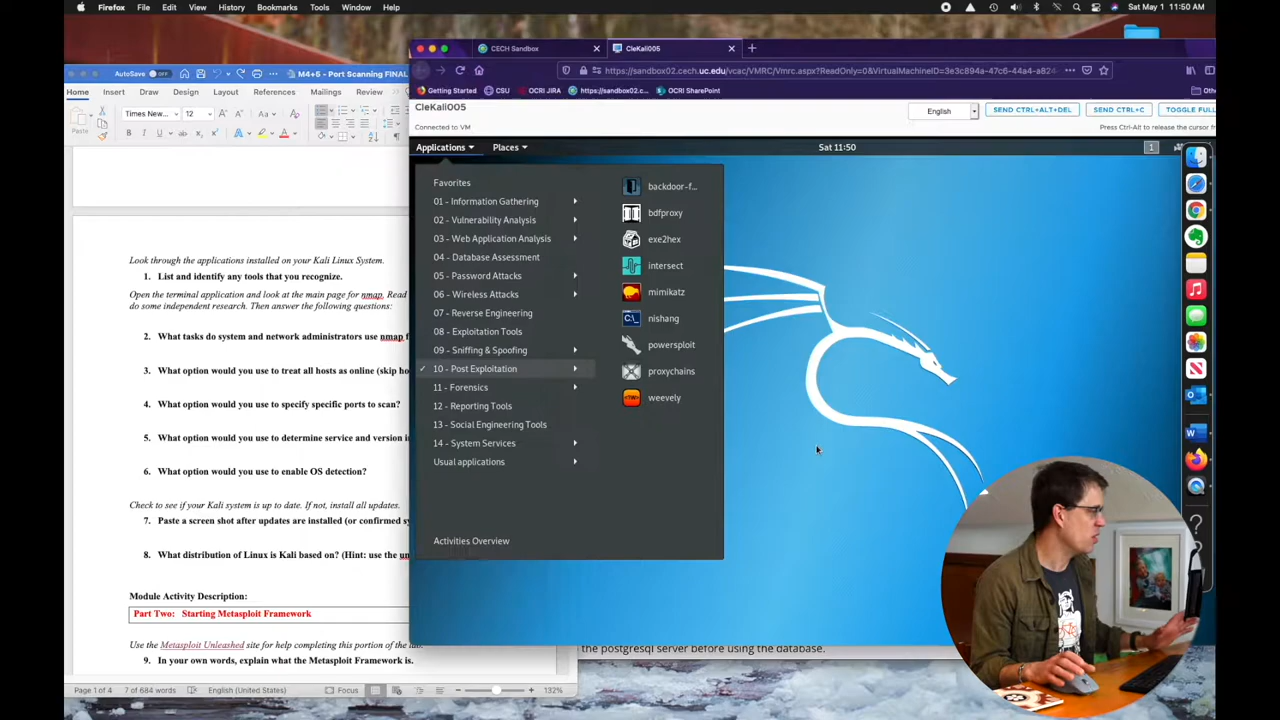 Firefox File Edit View History Bookmarks Tools Window Help
Sat May 1 11:50 AM
AutoSave OFF
M4+5 - Port Scanning FINAL
Home Insert Draw Design Layout References Mailings Review
Paste
Times New... 12
Look through the applications installed on your Kali Linux System.
1. List and identify any tools that you recognize.
Open the terminal application and look at the main page for nmap, Read
do some independent research. Then answer the following questions:
2. What tasks do system and network administrators use nmap f
3. What option would you use to treat all hosts as online (skip ho
4. What option would you use to specify specific ports to scan?
5. What option would you use to determine service and version in
6. What option would you use to enable OS detection?
Check to see if your Kali system is up to date. If not, install all updates.
7. Paste a screen shot after updates are installed (or confirmed sy
8. What distribution of Linux is Kali based on? (Hint: use the un
Module Activity Description:
Part Two: Starting Metasploit Framework
Use the Metasploit Unleashed site for help completing this portion of the lab.
9. In your own words, explain what the Metasploit Framework is.
Page 1 of 4 7 of 684 words English (United States) Focus 132%
CECH Sandbox
CleKali005
https://sandbox02.cech.uc.edu/vcac/VMRC/Vmrc.aspx?ReadOnly=0&VirtualMachineID=3e3c894a-47c6-44a4-a824-
Getting Started CSU OCRI JIRA https://sandbox02.c... OCRI SharePoint
CleKali005
English
SEND CTRL+ALT+DEL
SEND CTRL+C
TOGGLE FULL
Connected to VM
Press Ctrl-Alt to release the cursor from
Applications Places
Sat 11:50
1
Favorites
01 - Information Gathering
02 - Vulnerability Analysis
03 - Web Application Analysis
04 - Database Assessment
05 - Password Attacks
06 - Wireless Attacks
07 - Reverse Engineering
08 - Exploitation Tools
09 - Sniffing & Spoofing
10 - Post Exploitation
11 - Forensics
12 - Reporting Tools
13 - Social Engineering Tools
14 - System Services
Usual applications
Activities Overview
backdoor-f...
bdfproxy
exe2hex
intersect
mimikatz
nishang
powersploit
proxychains
weevely
the postgresql server before using the database.